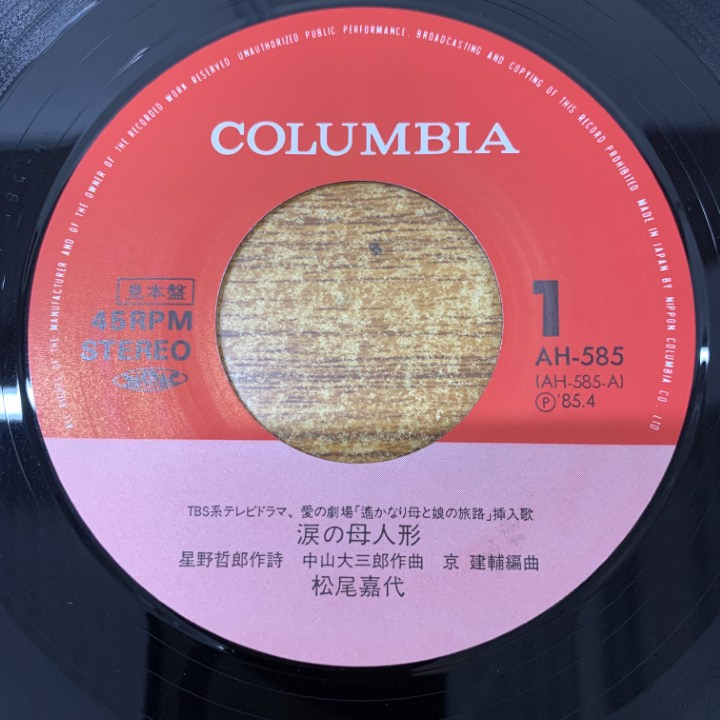 ALL RIGHTS OF THE MANUFACTURER AND OF THE OWNER OF THE RECORDED WORK RESERVED UNAUTHORIZED PUBLIC PERFORMANCE. BROADCASTING AND COPYING OF THIS RECORD PROHIBITED MADE IN JAPAN BY NIPPON COLUMBIA CO. LTD
COLUMBIA
見本盤
45RPM
STEREO
1
AH-585
(AH-585-A)
Ⓟ'85.4
TBS系テレビドラマ、愛の劇場「遙かなり母と娘の旅路」挿入歌
涙の母人形
星野哲郎作詩 中山大三郎作曲 京 建輔編曲
松尾嘉代